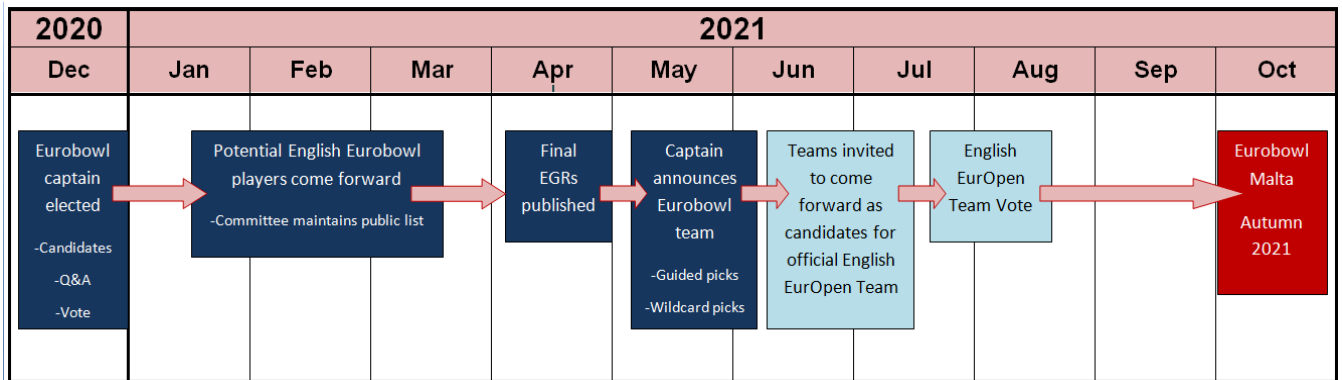 2020
2021
Dec
Jan
Feb
Mar
Apr
May
Jun
Jul
Aug
Sep
Oct
Eurobowl
captain
elected
-Candidates
-Q&A
-Vote
Potential English Eurobowl
players come forward
-Committee maintains public list
Final
EGRs
published
Captain
announces
Eurobowl
team
-Guided picks
-Wildcard picks
Teams invited
to come
forward as
candidates for
official English
EurOpen Team
English
EurOpen
Team Vote
Eurobowl
Malta
Autumn
2021